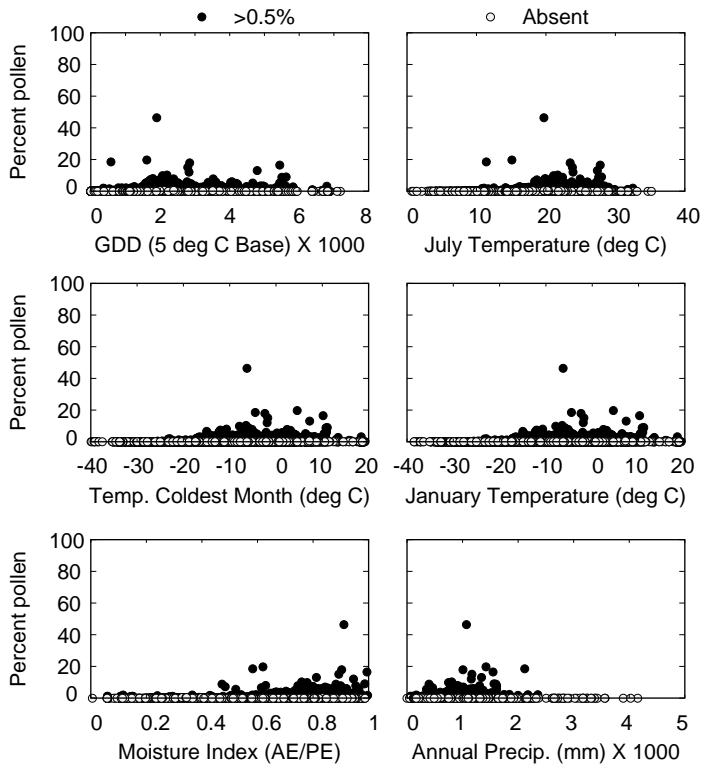 >0.5% Absent
Percent pollen
100
80
60
40
20
0
0 2 4 6 8
GDD (5 deg C Base) X 1000
0 10 20 30 40
July Temperature (deg C)
Percent pollen
100
80
60
40
20
0
-40 -30 -20 -10 0 10 20
Temp. Coldest Month (deg C)
-40 -30 -20 -10 0 10 20
January Temperature (deg C)
Percent pollen
100
80
60
40
20
0
0 0.2 0.4 0.6 0.8 1
Moisture Index (AE/PE)
0 1 2 3 4 5
Annual Precip. (mm) X 1000